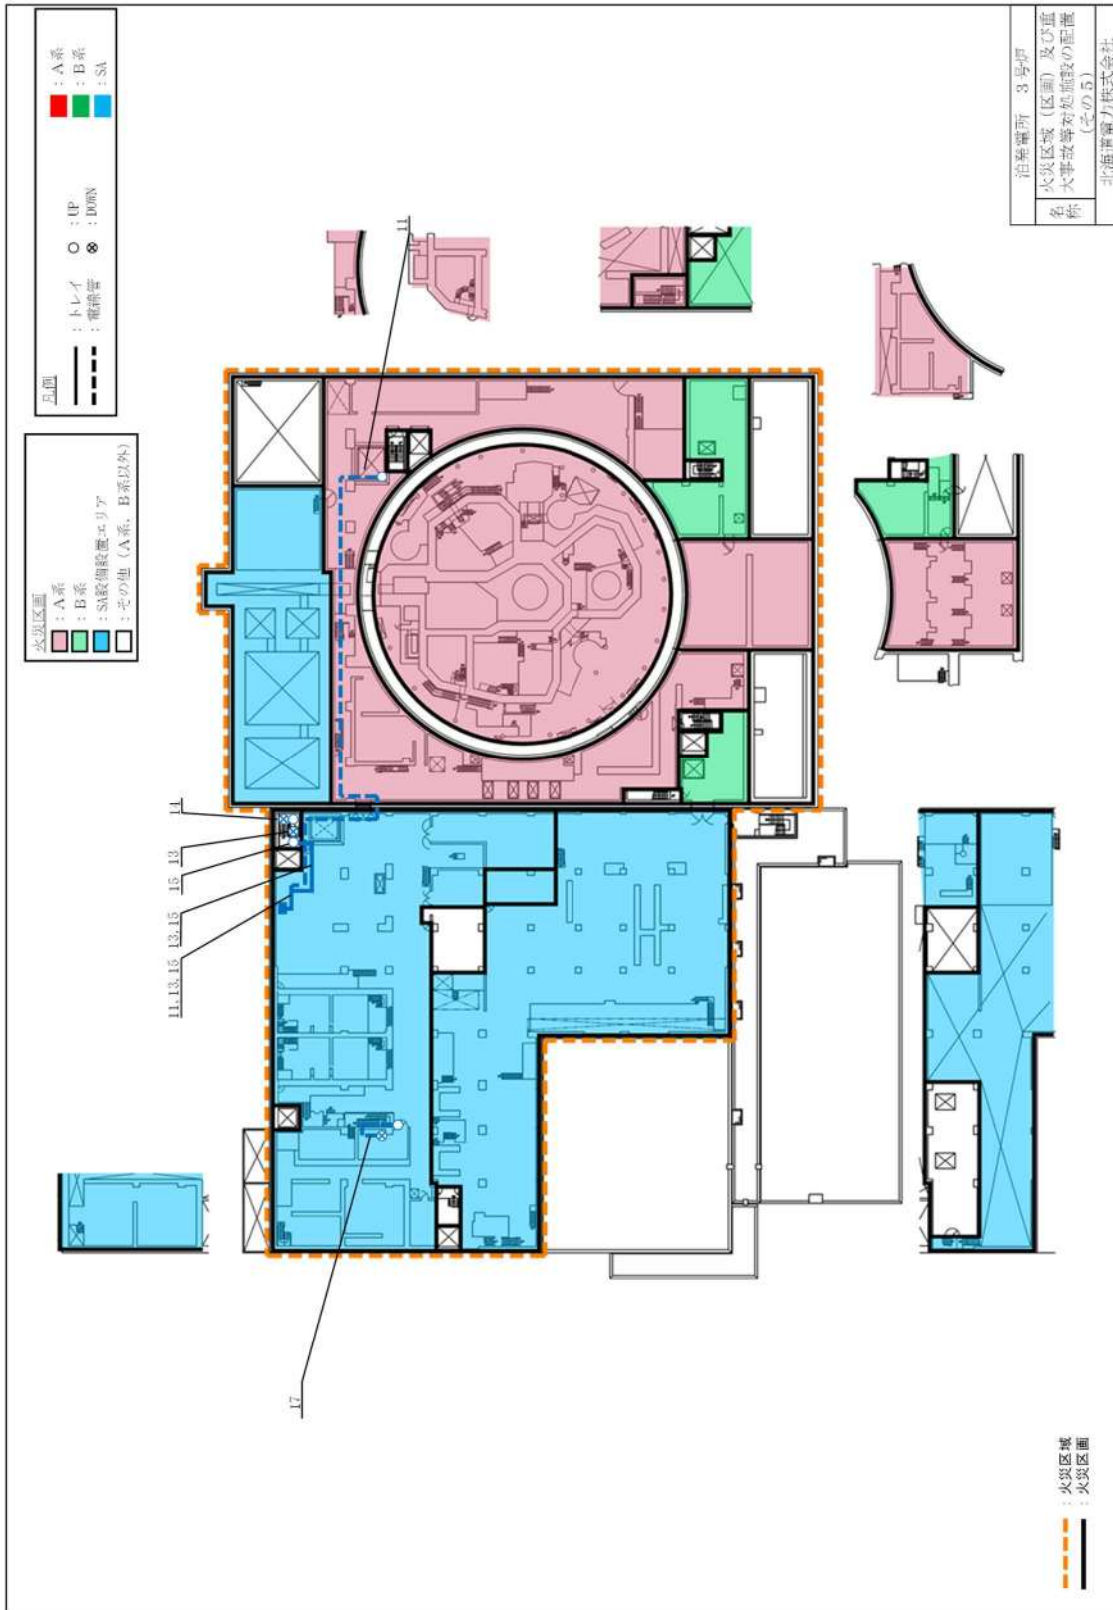 火災区画
: A系
: B系
: SA設備設置エリア
: その他 (A系, B系以外)
凡例
: トレイ
: 電線管
: UP
: DOWN
: A系
: B系
: SA
11,13,15
13,15
15
13
14
11
17
: 火災区域
: 火災区画
泊発電所 3号炉
名称
火災区域 (区画) 及び重
大事故等対処施設の配置
(その5)
北海道電力株式会社